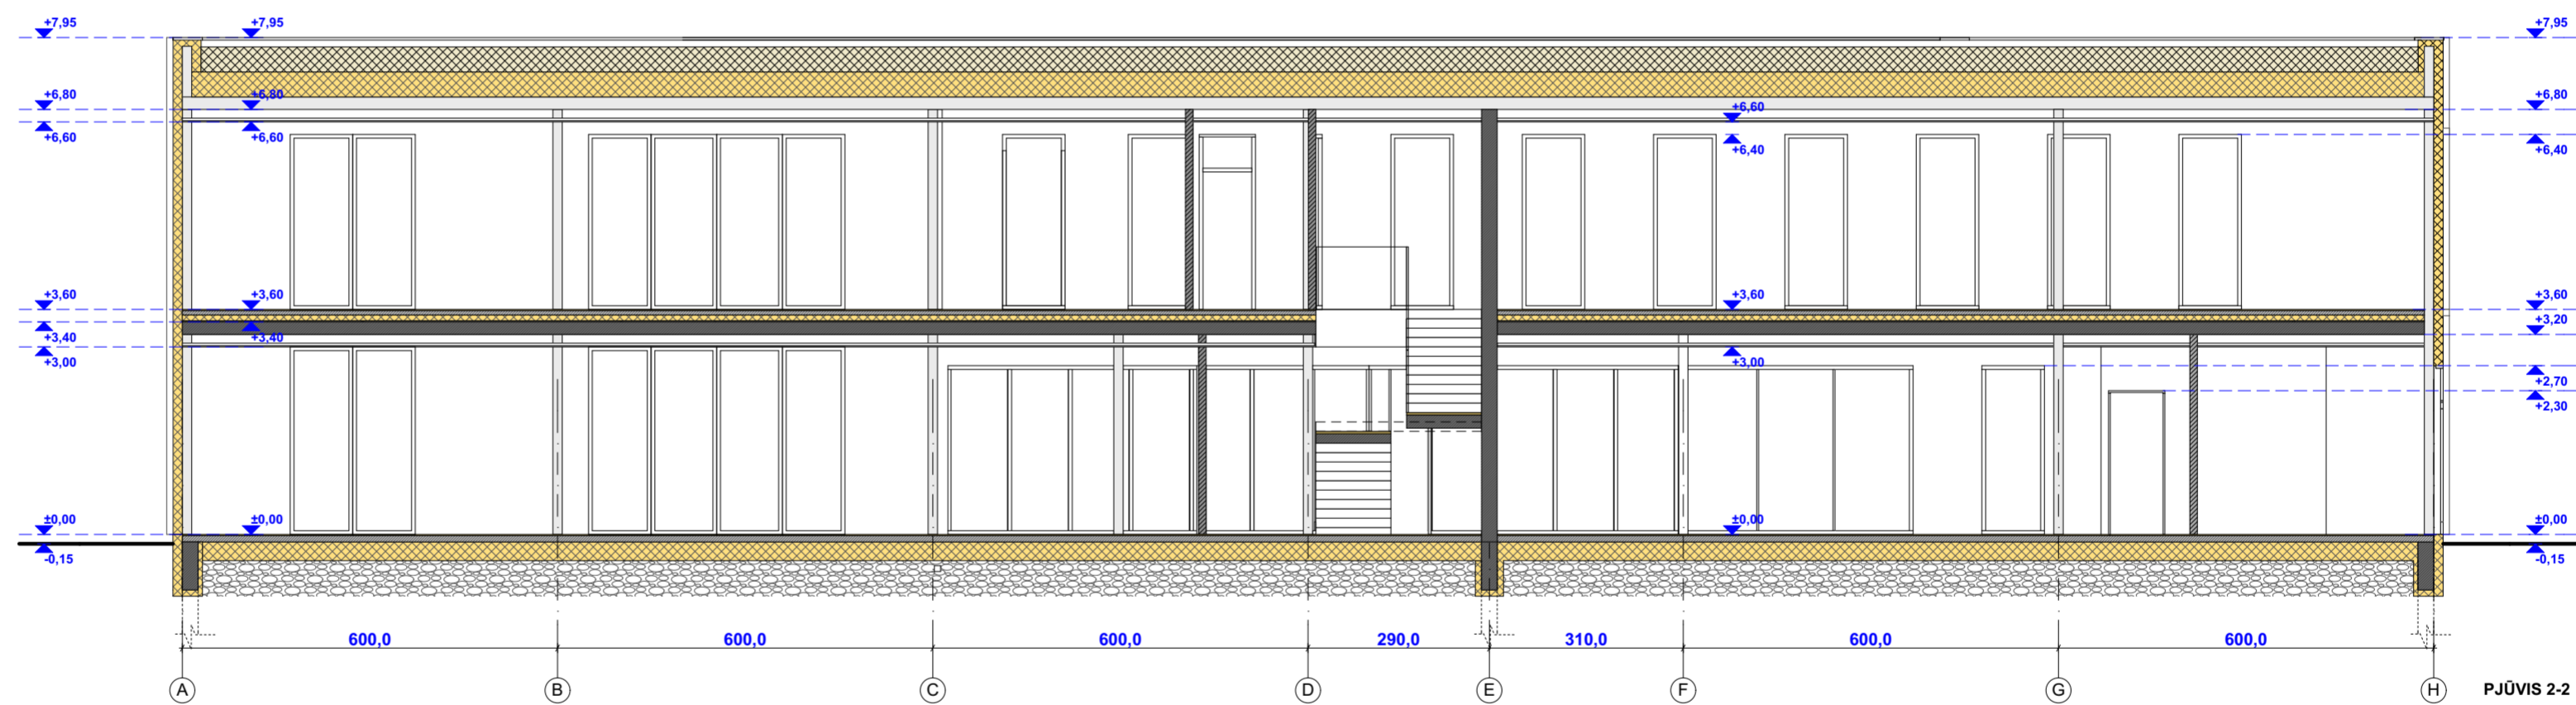 +7,95 +7,95 +7,95
+6,80 +6,80 +6,60 +6,80
+6,60 +6,60 +6,40 +6,40
+3,60 +3,60 +3,60 +3,60
+3,20
+3,40 +3,40
+3,00 +3,00
+2,70
+2,30
±0,00 ±0,00 ±0,00 ±0,00
-0,15 -0,15
600,0 600,0 600,0 290,0 310,0 600,0 600,0
A B C D E F G H PJŪVIS 2-2